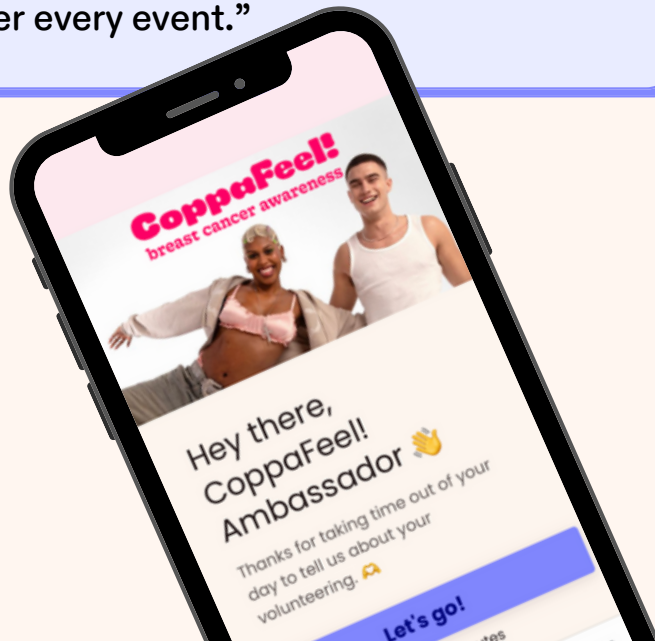 er every event.”
CoppaFeel!
breast cancer awareness
Hey there,
CoppaFeel!
Ambassador 👋
Thanks for taking time out of your
day to tell us about your
volunteering. 🫶
Let's go!